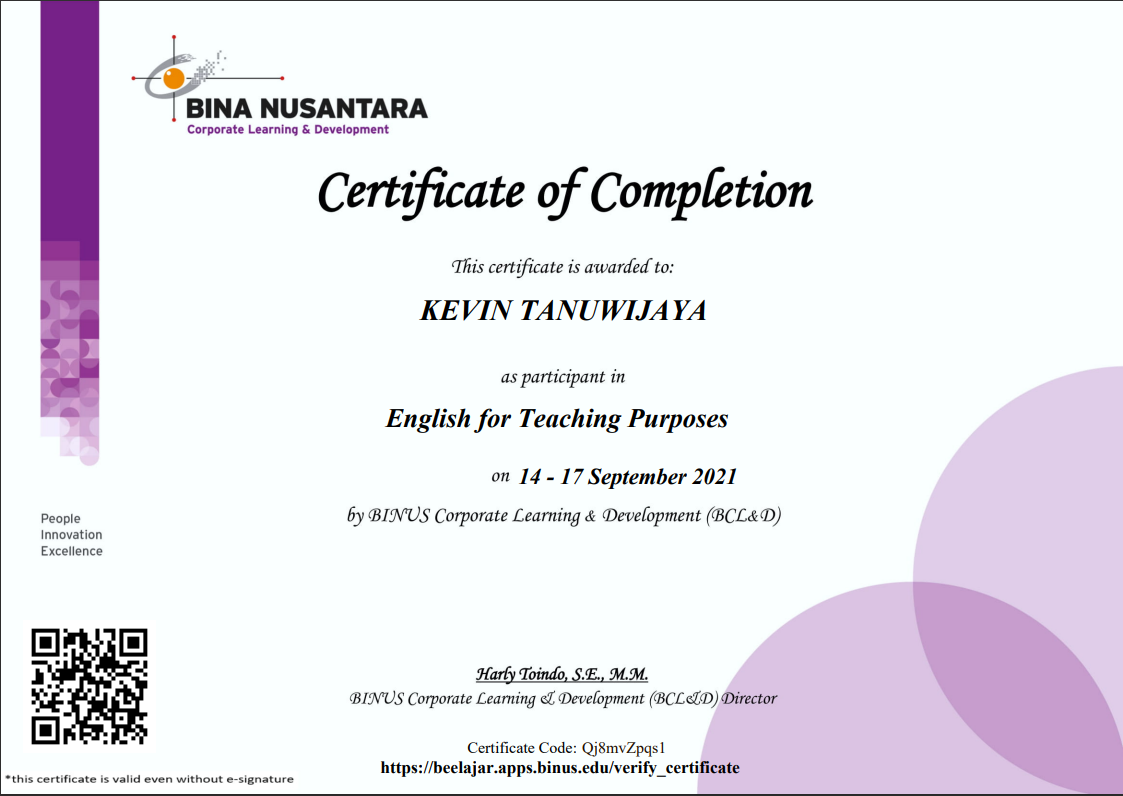 BINA NUSANTARA
Corporate Learning & Development
Certificate of Completion
This certificate is awarded to:
KEVIN TANUWIJAYA
as participant in
English for Teaching Purposes
on 14 - 17 September 2021
by BINUS Corporate Learning & Development (BCL&D)
People
Innovation
Excellence
Harly Toindo, S.E., M.M.
BINUS Corporate Learning & Development (BCL&D) Director
Certificate Code: Qj8mvZpqs1
https://beelajar.apps.binus.edu/verify_certificate
*this certificate is valid even without e-signature